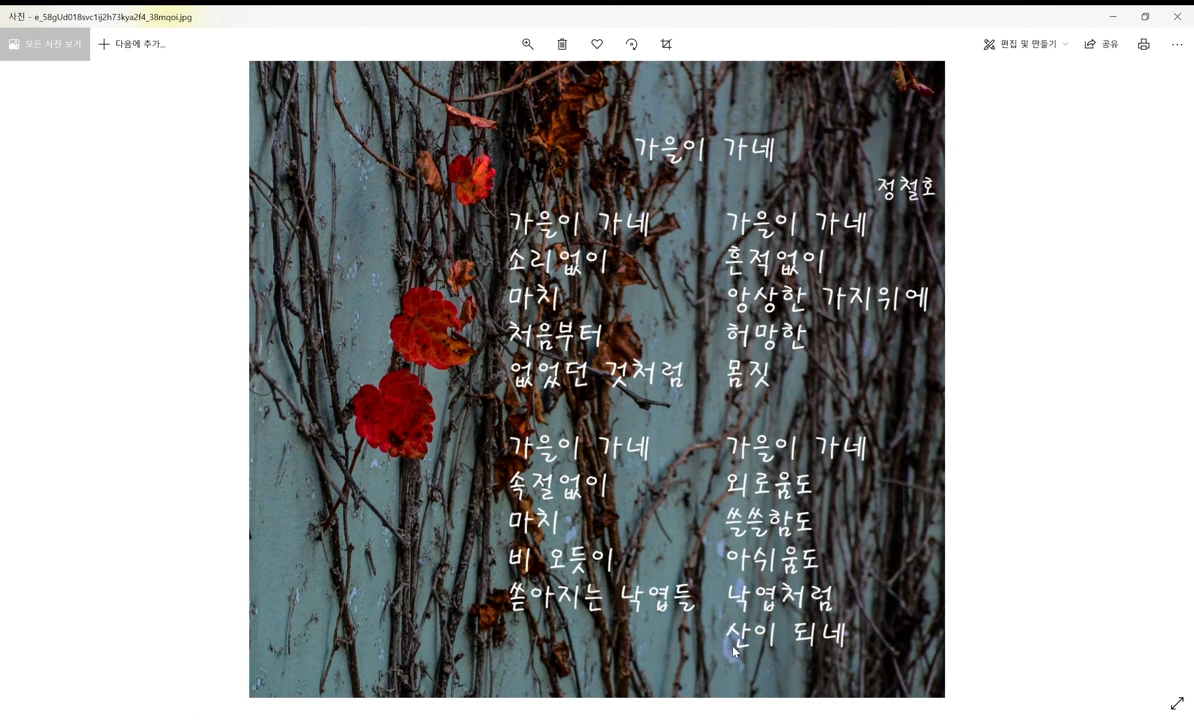 사진 - e_58gUd018svc1ij2h73kya2f4_38mqoi.jpg
모든 사진 보기
다음에 추가...
편집 및 만들기
공유
가을이 가네
정철호
가을이 가네
소리없이
마치
처음부터
없었던 것처럼
가을이 가네
속절없이
마치
비 오듯이
쏟아지는 낙엽들
가을이 가네
흔적없이
앙상한 가지위에
허망한
몸짓
가을이 가네
외로움도
쓸쓸함도
아쉬움도
낙엽처럼
산이 되네